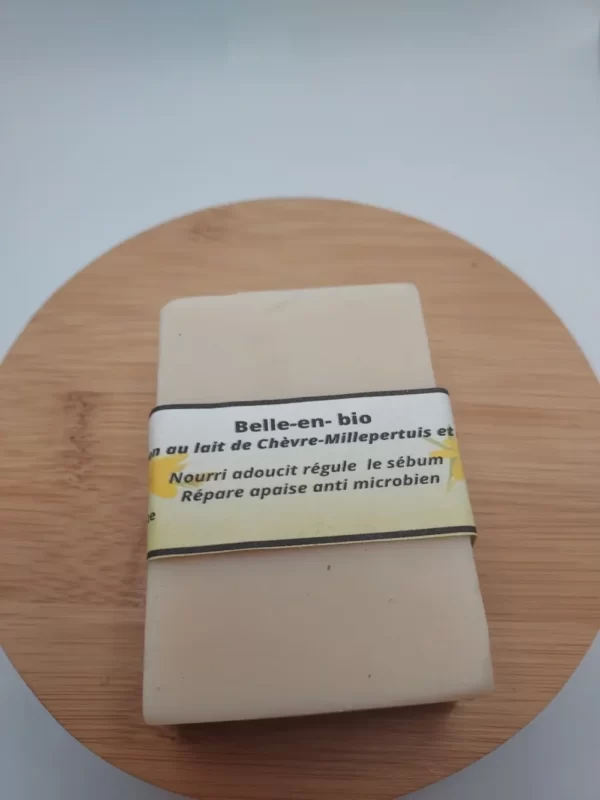 Belle-en- bio
n au lait de Chèvre-Millepertuis et
Nourri adoucit régule le sébum
Répare apaise anti microbien
e